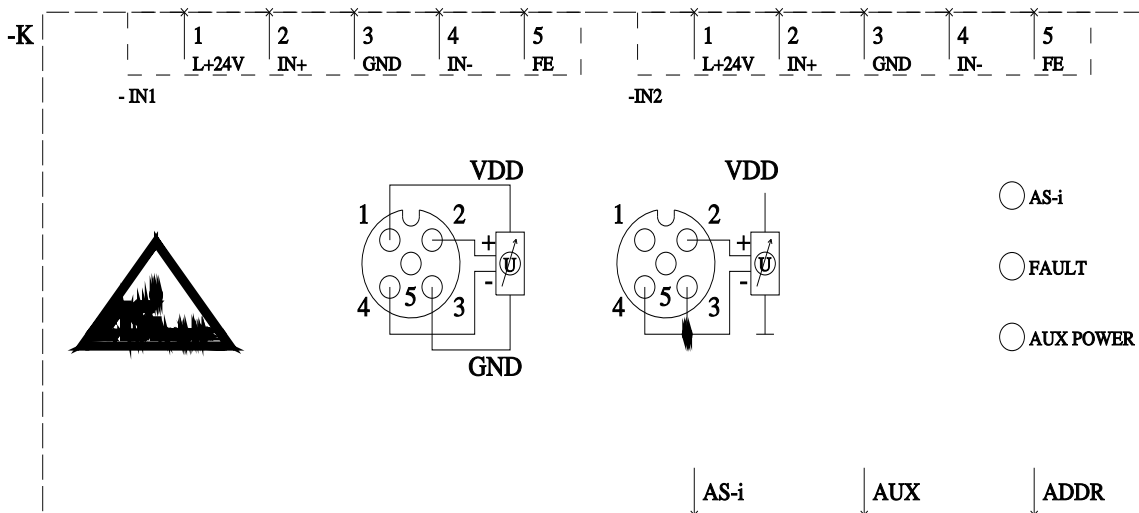 -K
1 2 3 4 5 1 2 3 4 5
L+24V IN+ GND IN- FE L+24V IN+ GND IN- FE
- IN1 -IN2
VDD VDD
AS-i
1 2 1 2
+ +
U U
FAULT
- -
4 5 3 4 5 3
AUX POWER
GND
AS-i AUX ADDR